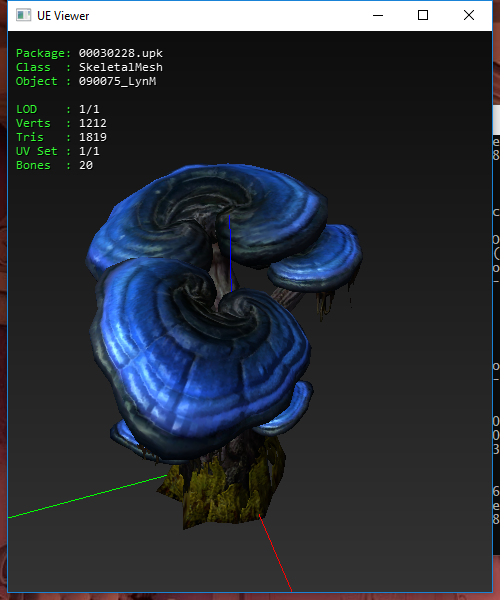 UE Viewer
Package: 00030228.upk
Class : SkeletalMesh
Object : 090075_LynM
LOD : 1/1
Verts : 1212
Tris : 1819
UV Set : 1/1
Bones : 20